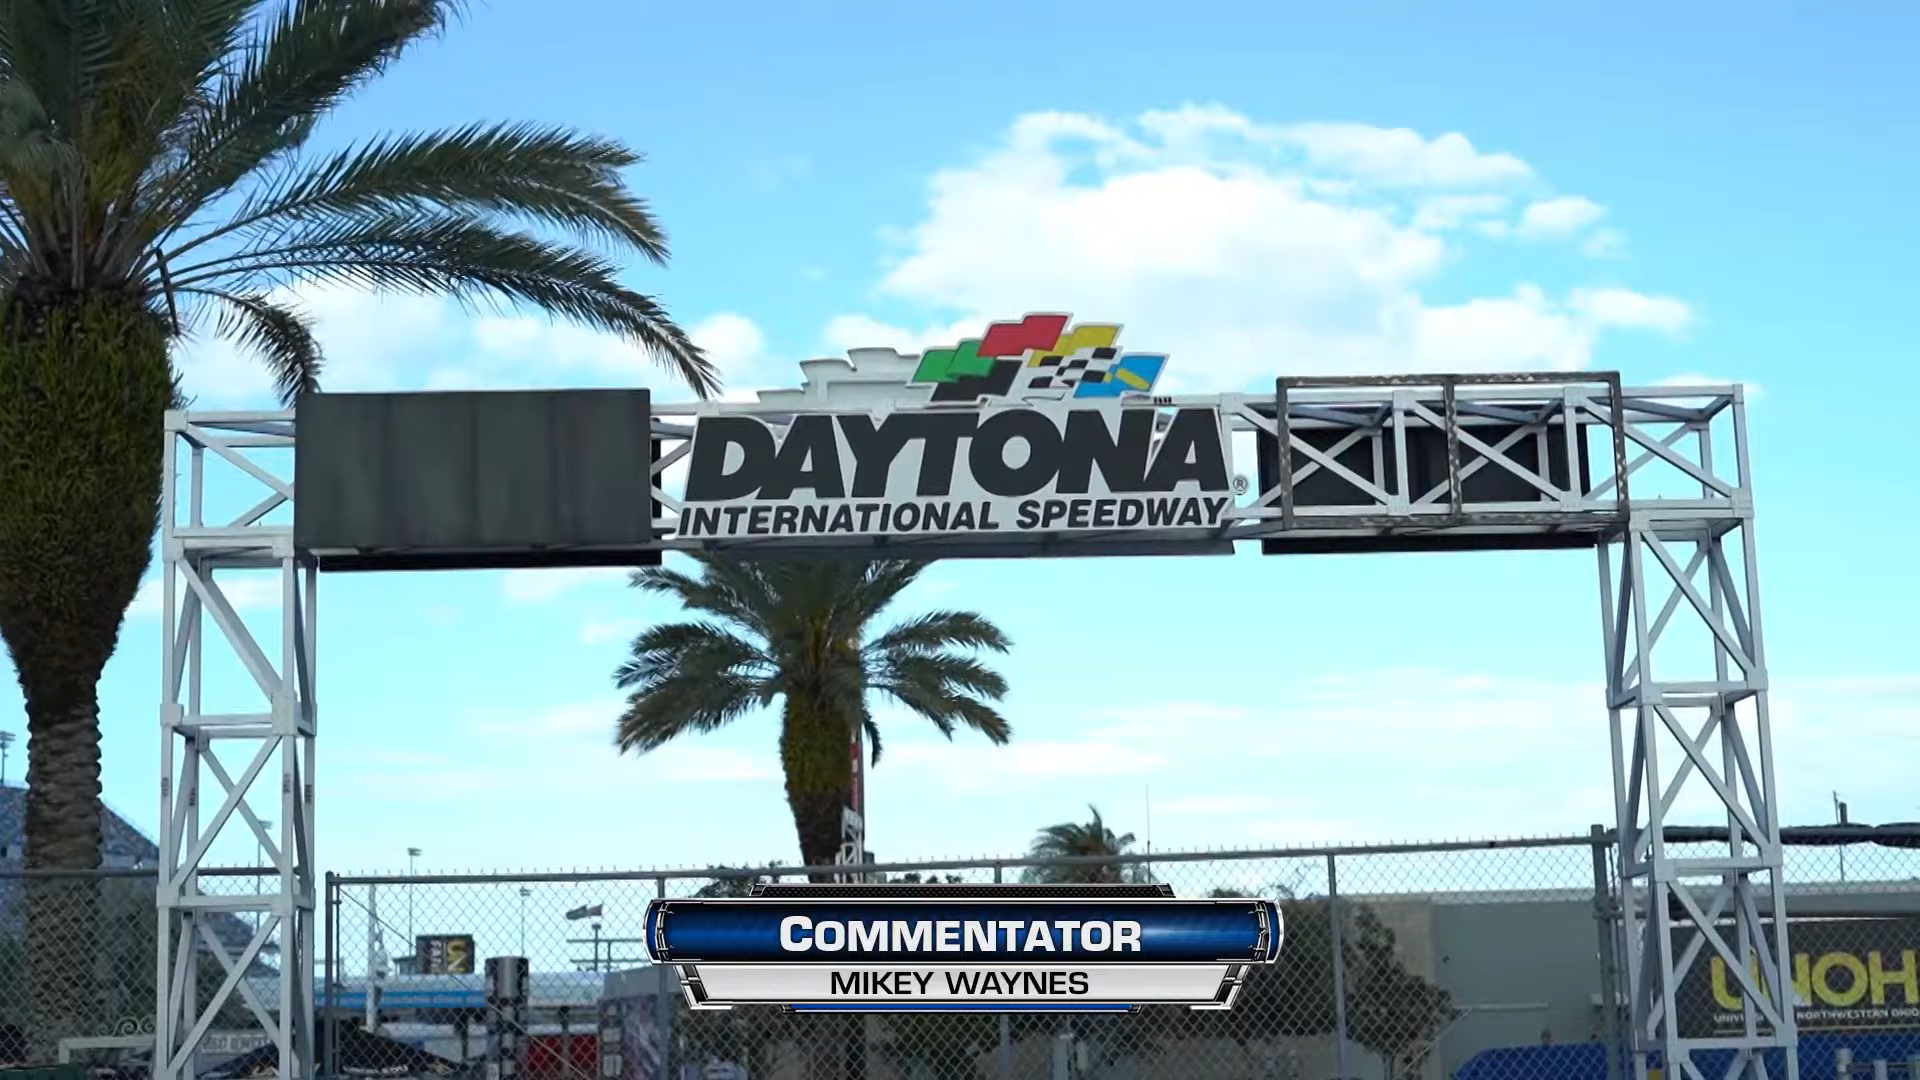 DAYTONA
®
INTERNATIONAL SPEEDWAY
COMMENTATOR
MIKEY WAYNES
UNOH